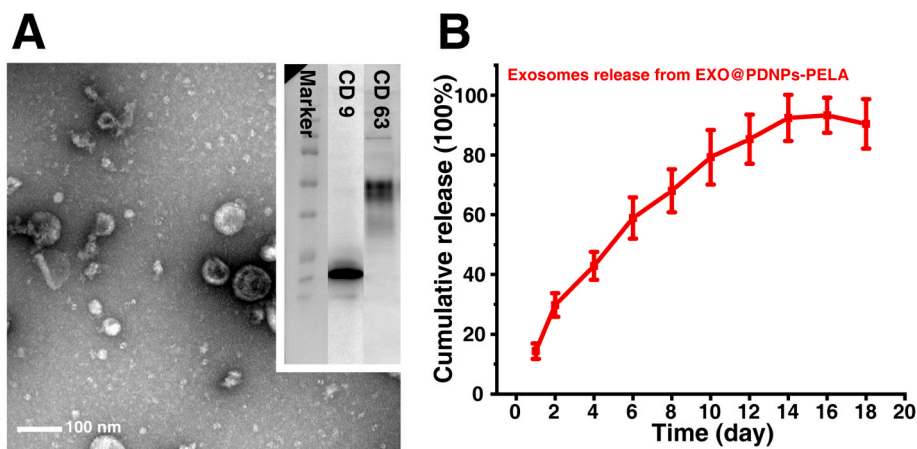 A
Marker
CD 9
CD 63
100 nm
B
Exosomes release from EXO@PDNPs-PELA
Cumulative release (100%)
100
80
60
40
20
0
0 2 4 6 8 10 12 14 16 18 20
Time (day)